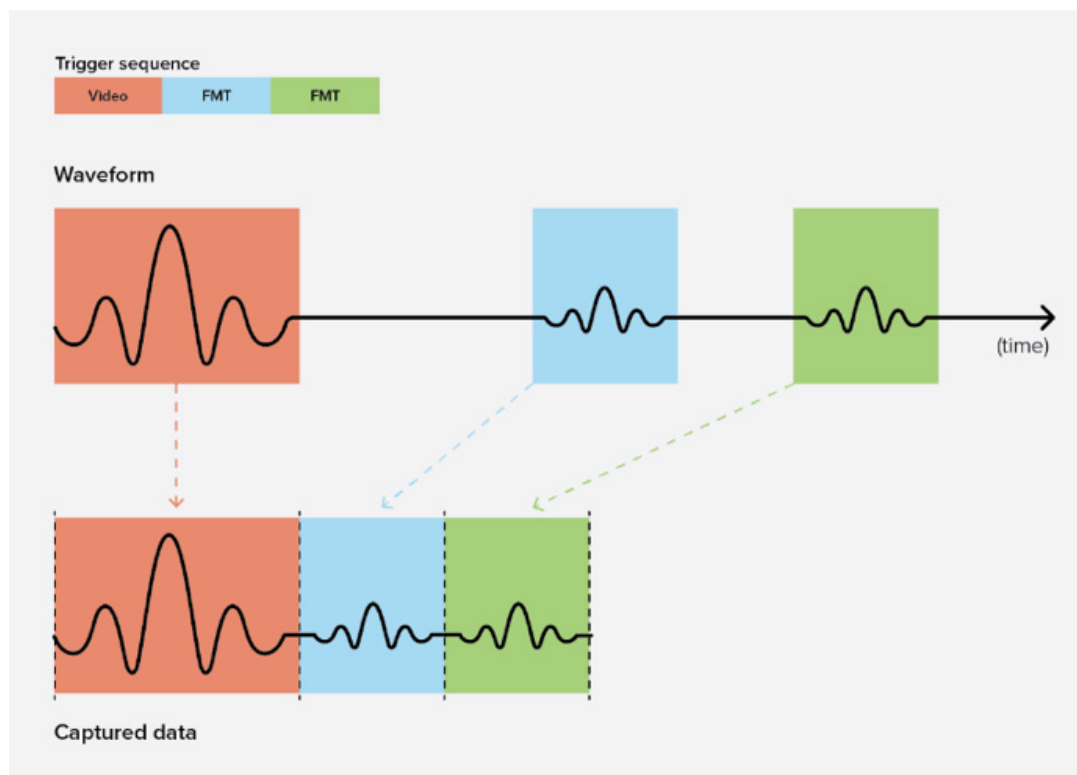 Trigger sequence
Video FMT FMT
Waveform
(time)
Captured data